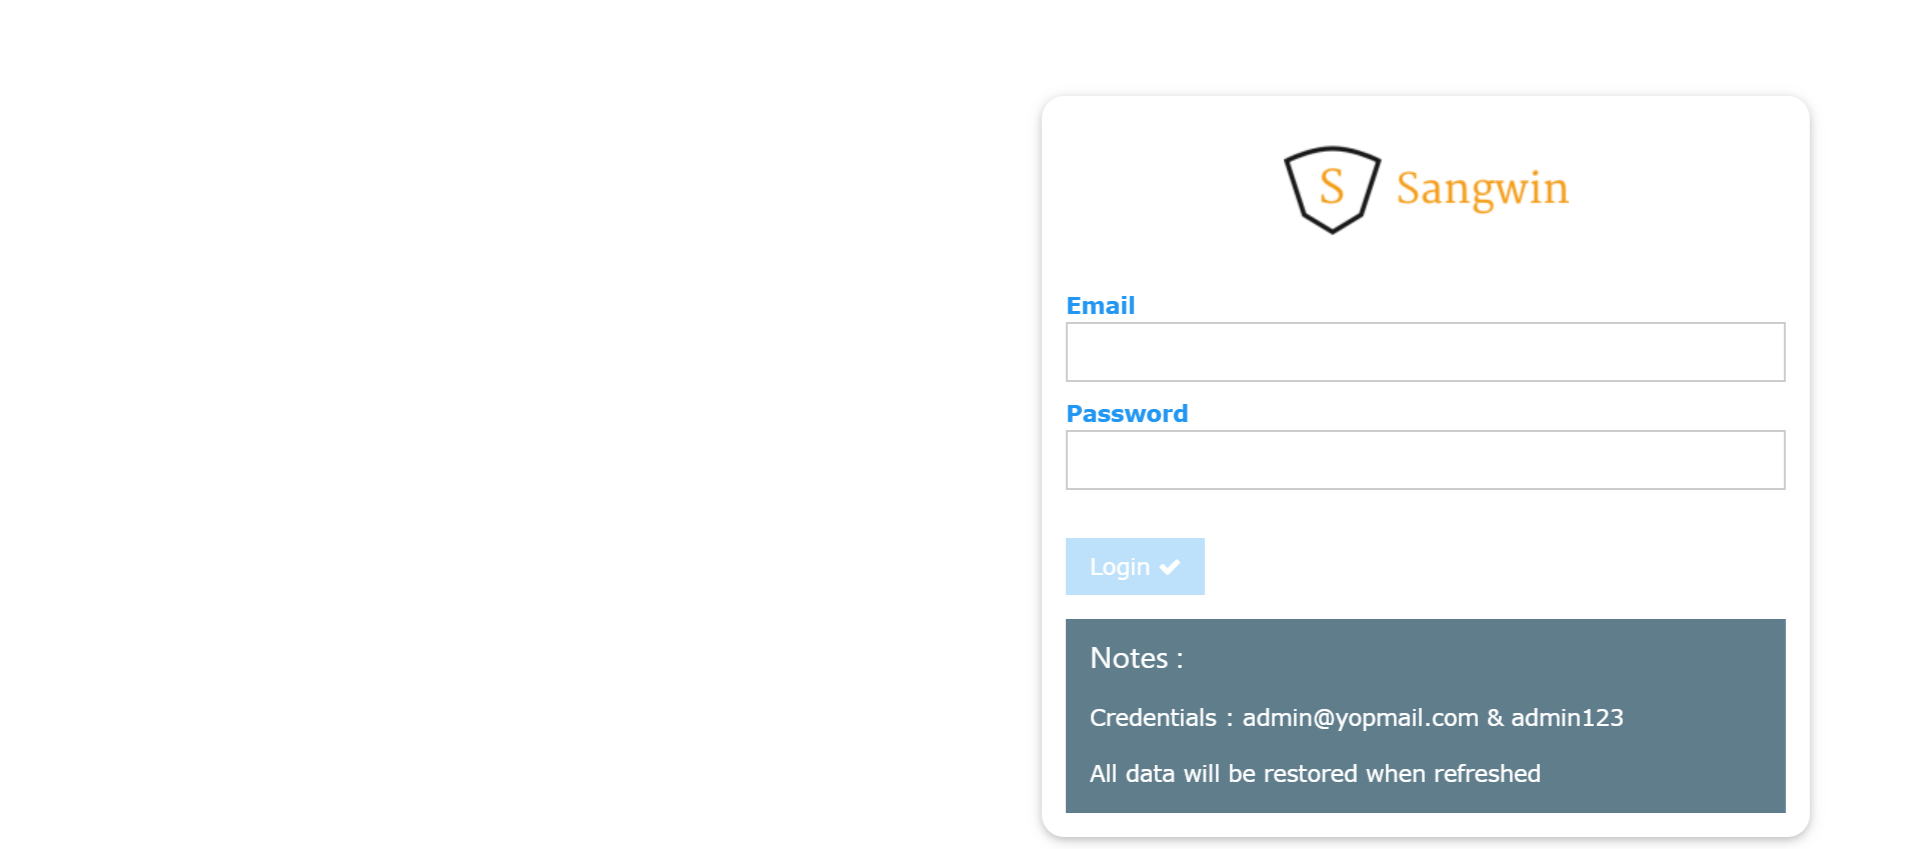 S Sangwin
Email
Password
Login
Notes :
Credentials : admin@yopmail.com & admin123
All data will be restored when refreshed